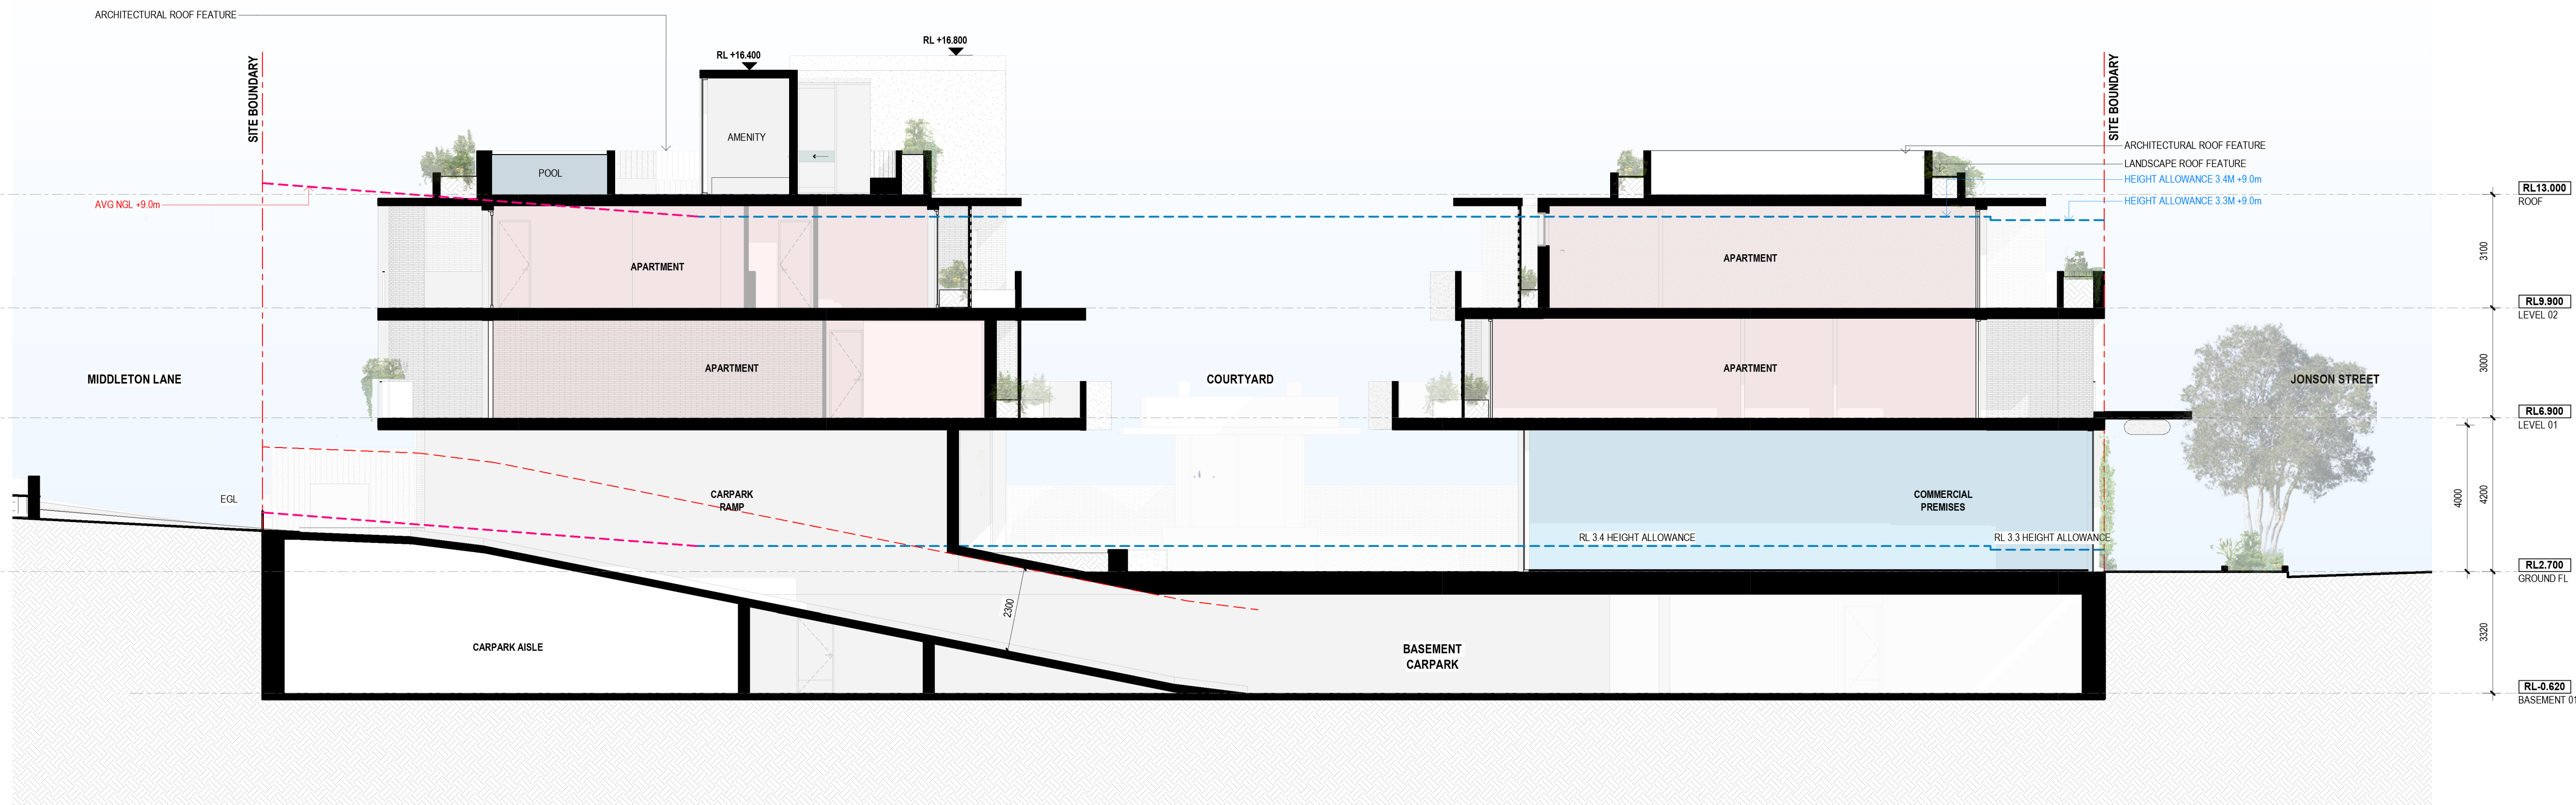 ARCHITECTURAL ROOF FEATURE
RL +16.800
RL +16.400
SITE BOUNDARY
SITE BOUNDARY
AMENITY
ARCHITECTURAL ROOF FEATURE
LANDSCAPE ROOF FEATURE
POOL
HEIGHT ALLOWANCE 3.4M +9.0m
RL13.000
ROOF
AVG NGL +9.0m
HEIGHT ALLOWANCE 3.3M +9.0m
3100
APARTMENT
APARTMENT
RL9.900
LEVEL 02
3000
APARTMENT
APARTMENT
MIDDLETON LANE
COURTYARD
JONSON STREET
RL6.900
LEVEL 01
EGL
CARPARK
RAMP
COMMERCIAL
PREMISES
4000
4200
RL 3.4 HEIGHT ALLOWANCE
RL 3.3 HEIGHT ALLOWANCE
RL2.700
GROUND FL
2300
3320
CARPARK AISLE
BASEMENT
CARPARK
RL-0.620
BASEMENT 01